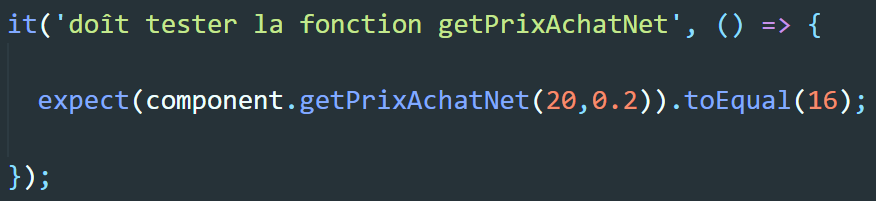 it('doît tester la fonction getPrixAchatNet', () => {
expect(component.getPrixAchatNet(20,0.2)).toEqual(16);
});